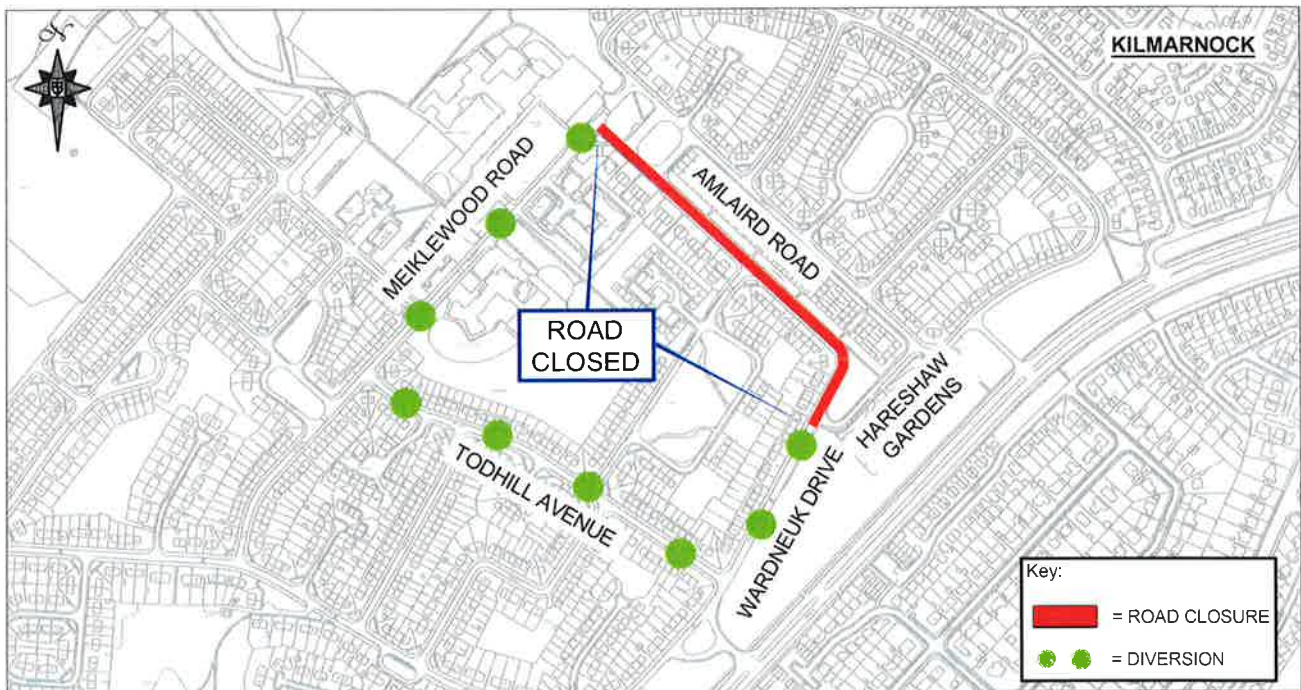 KILMARNOCK
MEIKLEWOOD ROAD
AMLAIRD ROAD
ROAD
CLOSED
HARESHAW
GARDENS
TODHILL AVENUE
WARDNEUK DRIVE
Key:
= ROAD CLOSURE
= DIVERSION